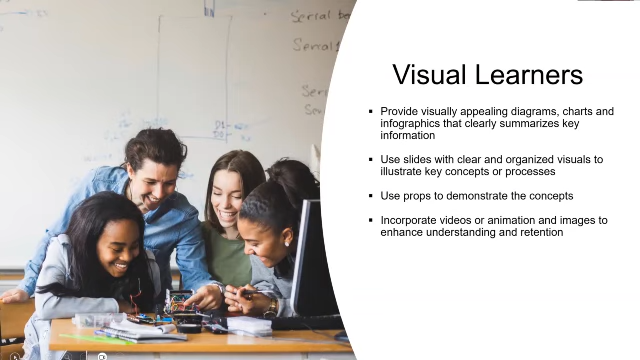 Serial
Serial
Visual Learners
▪ Provide visually appealing diagrams, charts and
infographics that clearly summarizes key
information
▪ Use slides with clear and organized visuals to
illustrate key concepts or processes
▪ Use props to demonstrate the concepts
▪ Incorporate videos or animation and images to
enhance understanding and retention